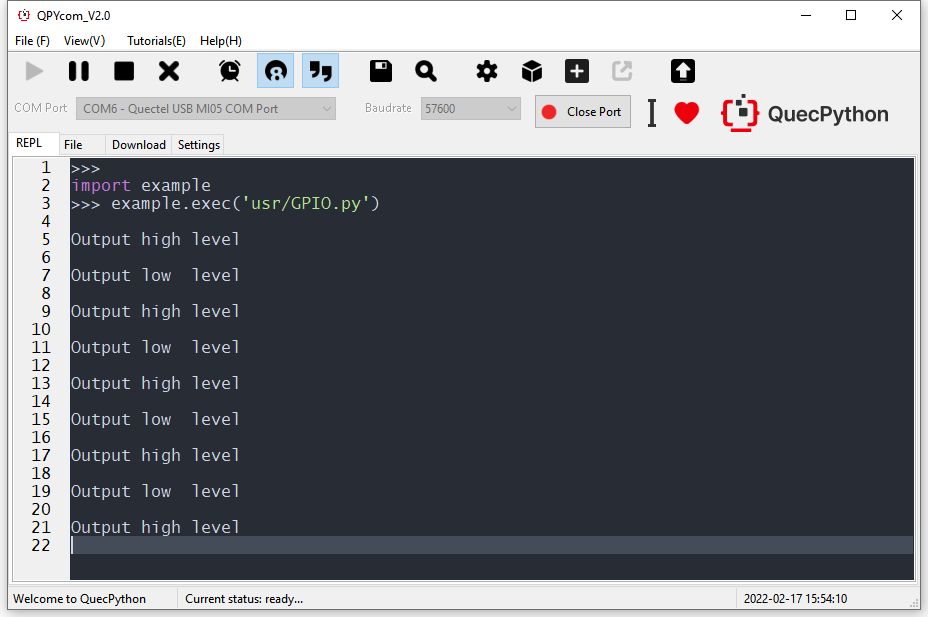 QPYcom_V2.0
File (F) View(V) Tutorials(E) Help(H)
COM Port COM6 - Quectel USB MI05 COM Port Baudrate 57600 Close Port QuecPython
REPL File Download Settings
1 >>>
2 import example
3 >>> example.exec('usr/GPIO.py')
4
5 Output high level
6
7 Output low  level
8
9 Output high level
10
11 Output low  level
12
13 Output high level
14
15 Output low  level
16
17 Output high level
18
19 Output low  level
20
21 Output high level
22
Welcome to QuecPython Current status: ready... 2022-02-17 15:54:10